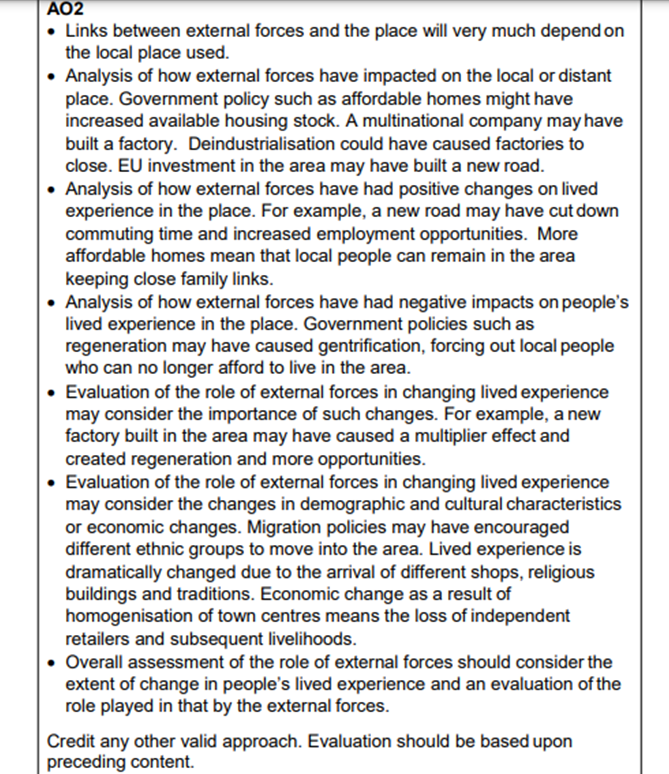 AO2
• Links between external forces and the place will very much depend on
the local place used.
• Analysis of how external forces have impacted on the local or distant
place. Government policy such as affordable homes might have
increased available housing stock. A multinational company may have
built a factory. Deindustrialisation could have caused factories to
close. EU investment in the area may have built a new road.
• Analysis of how external forces have had positive changes on lived
experience in the place. For example, a new road may have cut down
commuting time and increased employment opportunities. More
affordable homes mean that local people can remain in the area
keeping close family links.
• Analysis of how external forces have had negative impacts on people’s
lived experience in the place. Government policies such as
regeneration may have caused gentrification, forcing out local people
who can no longer afford to live in the area.
• Evaluation of the role of external forces in changing lived experience
may consider the importance of such changes. For example, a new
factory built in the area may have caused a multiplier effect and
created regeneration and more opportunities.
• Evaluation of the role of external forces in changing lived experience
may consider the changes in demographic and cultural characteristics
or economic changes. Migration policies may have encouraged
different ethnic groups to move into the area. Lived experience is
dramatically changed due to the arrival of different shops, religious
buildings and traditions. Economic change as a result of
homogenisation of town centres means the loss of independent
retailers and subsequent livelihoods.
• Overall assessment of the role of external forces should consider the
extent of change in people’s lived experience and an evaluation of the
role played in that by the external forces.
Credit any other valid approach. Evaluation should be based upon
preceding content.